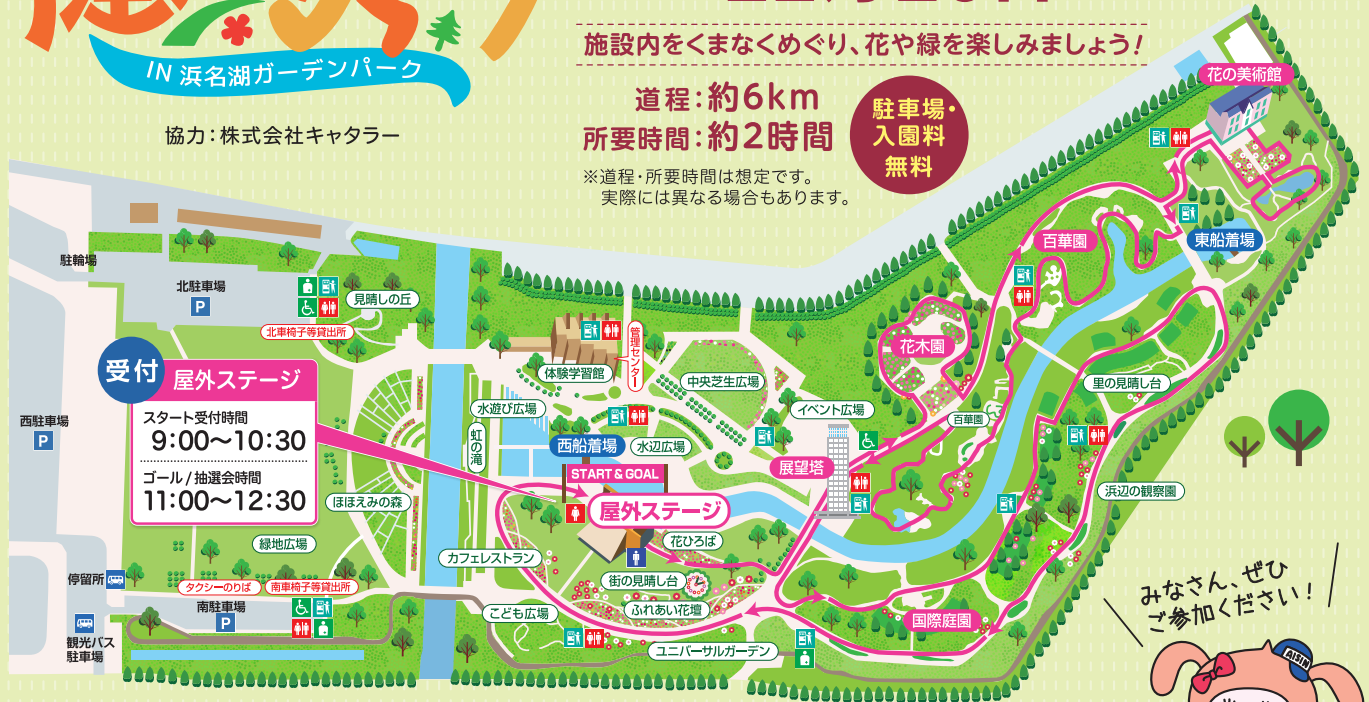 IN 浜名湖ガーデンパーク
協力：株式会社キャタラー
施設内をくまなくめぐり、花や緑を楽しみましょう！
道程：約6km
所要時間：約2時間
※道程・所要時間は想定です。
実際には異なる場合もあります。
駐車場・
入園料
無料
花の美術館
東船着場
百華園
花木園
百華園
里の見晴し台
浜辺の観察園
国際庭園
展望塔
イベント広場
中央芝生広場
管理センター
体験学習館
水遊び広場
虹の滝
西船着場
水辺広場
START & GOAL
屋外ステージ
花ひろば
街の見晴し台
ふれあい花壇
カフェレストラン
こども広場
ユニバーサルガーデン
駐輪場
北駐車場
P
見晴しの丘
北車椅子等貸出所
西駐車場
P
受付
屋外ステージ
スタート受付時間
9:00〜10:30
ゴール / 抽選会時間
11:00〜12:30
ほほえみの森
緑地広場
停留所
タクシーのりば
南車椅子等貸出所
南駐車場
P
観光バス
駐車場
みなさん、ぜひ
ご参加ください！
AISIN